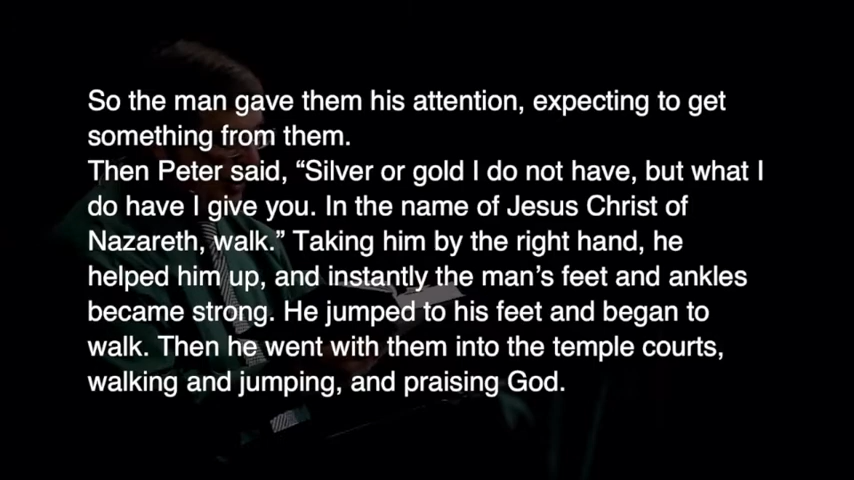 So the man gave them his attention, expecting to get
something from them.
Then Peter said, “Silver or gold I do not have, but what I
do have I give you. In the name of Jesus Christ of
Nazareth, walk.” Taking him by the right hand, he
helped him up, and instantly the man’s feet and ankles
became strong. He jumped to his feet and began to
walk. Then he went with them into the temple courts,
walking and jumping, and praising God.